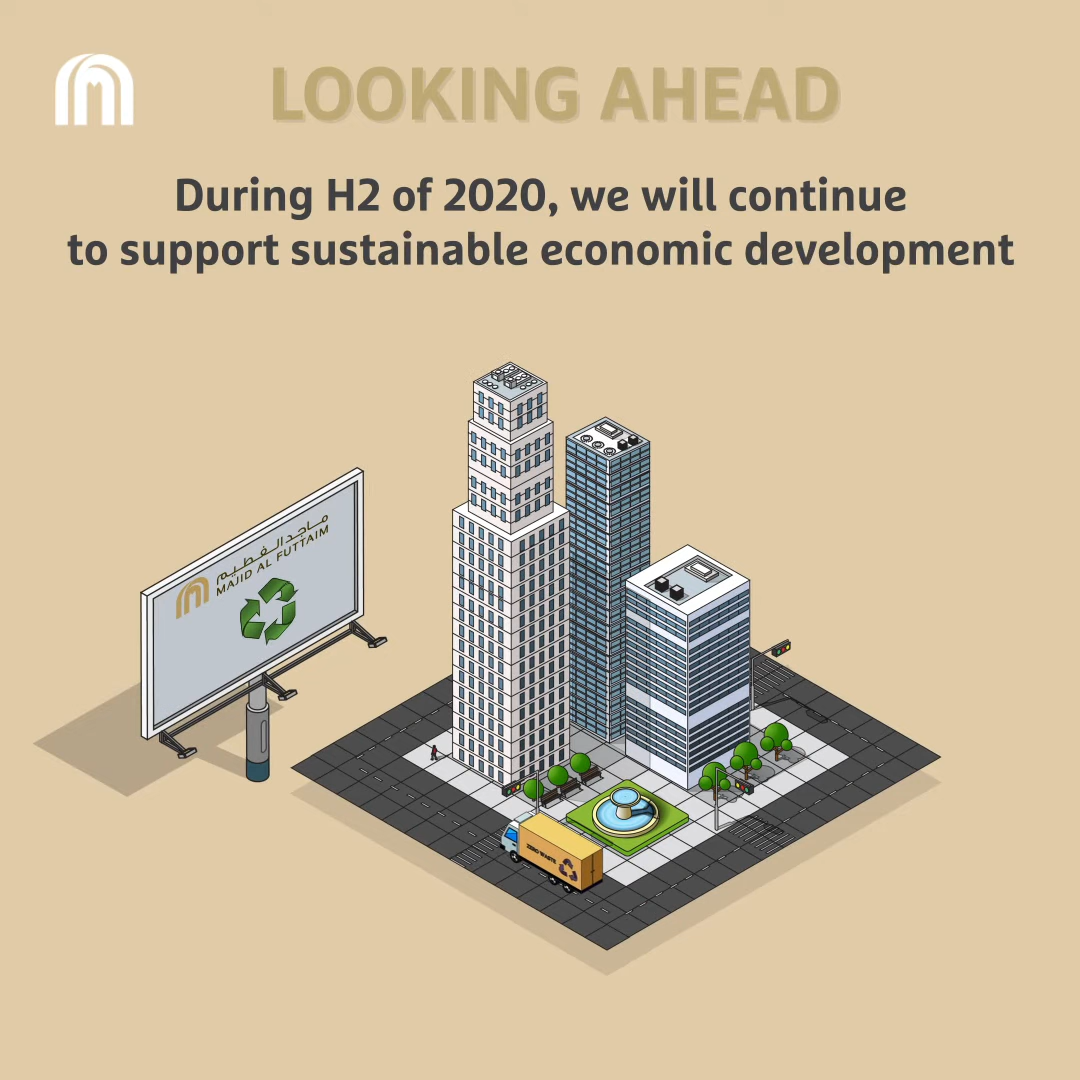 LOOKING AHEAD
During H2 of 2020, we will continue
to support sustainable economic development
ماجد الفطيم
MAJID AL FUTTAIM
ZERO WASTE